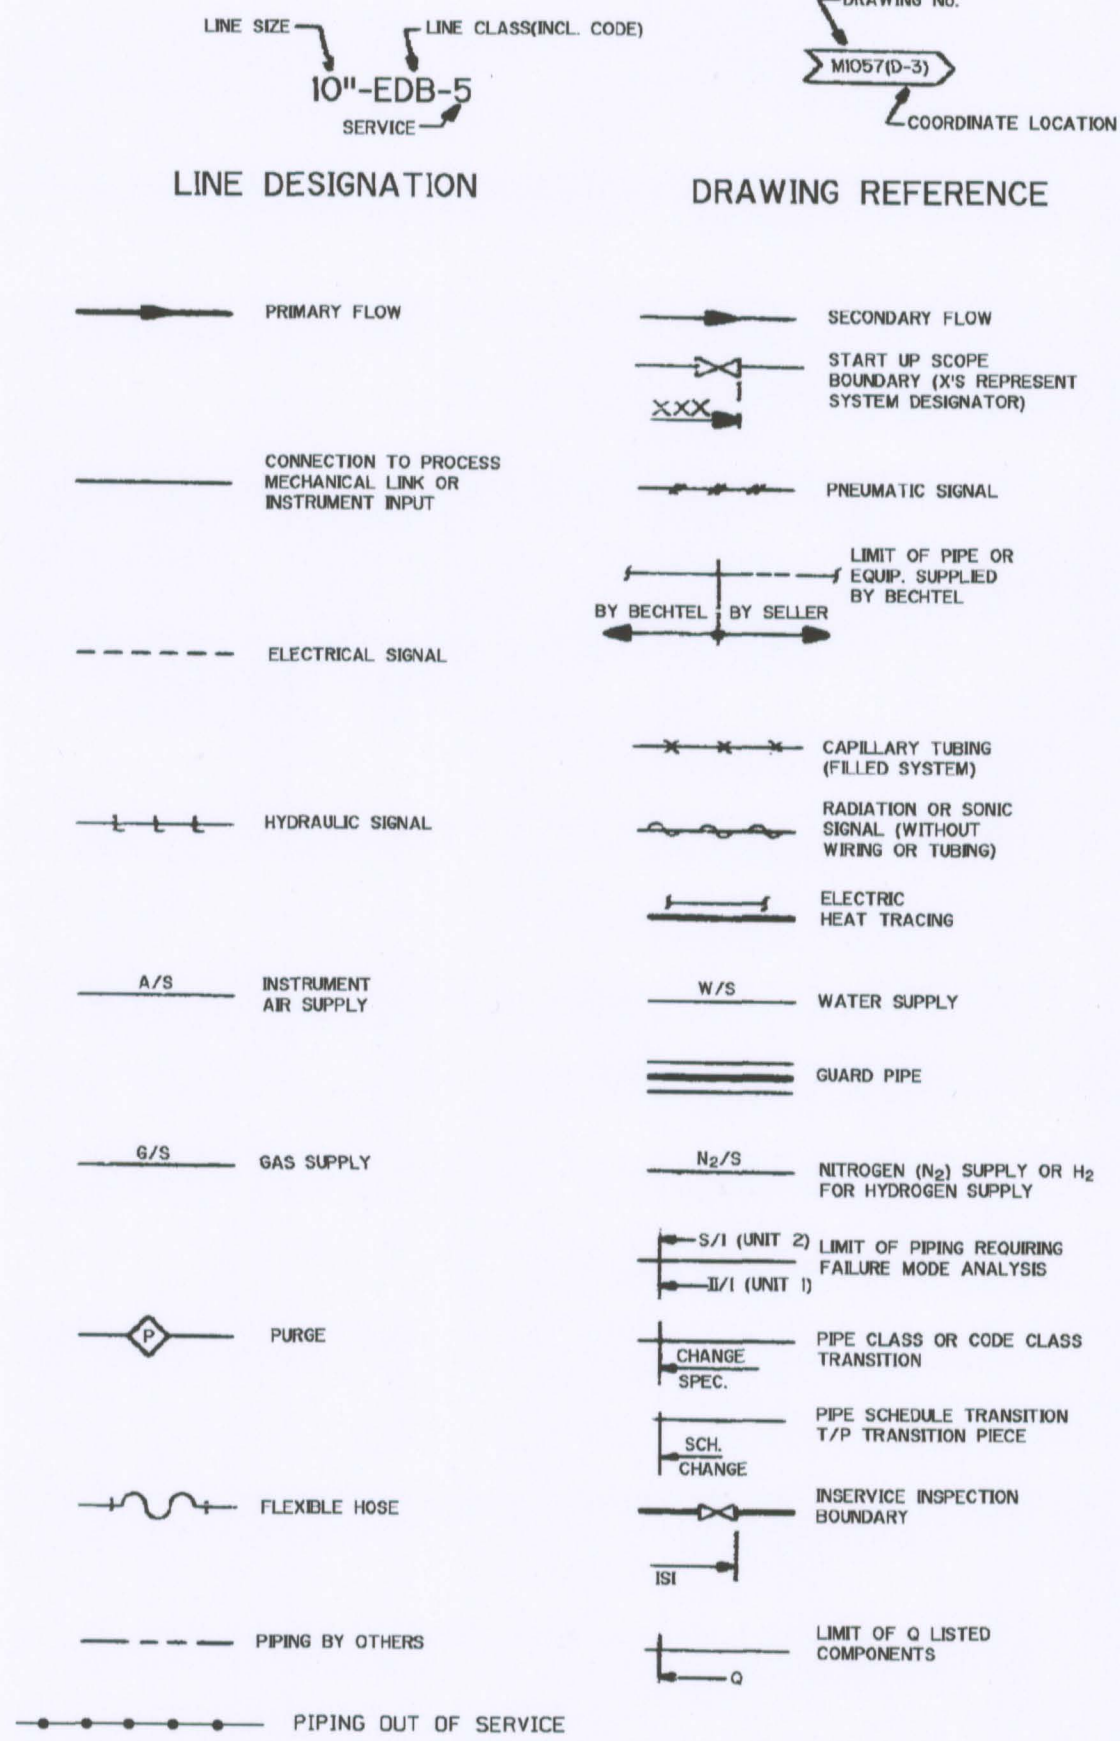 LINE SIZE
LINE CLASS(INCL. CODE)
10"-EDB-5
SERVICE
LINE DESIGNATION
DRAWING NO.
M1057(D-3)
COORDINATE LOCATION
DRAWING REFERENCE
PRIMARY FLOW
CONNECTION TO PROCESS
MECHANICAL LINK OR
INSTRUMENT INPUT
ELECTRICAL SIGNAL
HYDRAULIC SIGNAL
A/S
INSTRUMENT
AIR SUPPLY
G/S
GAS SUPPLY
P
PURGE
FLEXIBLE HOSE
PIPING BY OTHERS
PIPING OUT OF SERVICE
SECONDARY FLOW
START UP SCOPE
BOUNDARY (X'S REPRESENT
SYSTEM DESIGNATOR)
XXX
PNEUMATIC SIGNAL
LIMIT OF PIPE OR
EQUIP. SUPPLIED
BY BECHTEL
BY BECHTEL
BY SELLER
CAPILLARY TUBING
(FILLED SYSTEM)
RADIATION OR SONIC
SIGNAL (WITHOUT
WIRING OR TUBING)
ELECTRIC
HEAT TRACING
W/S
WATER SUPPLY
GUARD PIPE
N2/S
NITROGEN (N2) SUPPLY OR H2
FOR HYDROGEN SUPPLY
S/I (UNIT 2)
II/I (UNIT 1)
LIMIT OF PIPING REQUIRING
FAILURE MODE ANALYSIS
CHANGE
SPEC.
PIPE CLASS OR CODE CLASS
TRANSITION
PIPE SCHEDULE TRANSITION
T/P TRANSITION PIECE
SCH.
CHANGE
INSERVICE INSPECTION
BOUNDARY
ISI
LIMIT OF Q LISTED
COMPONENTS
Q